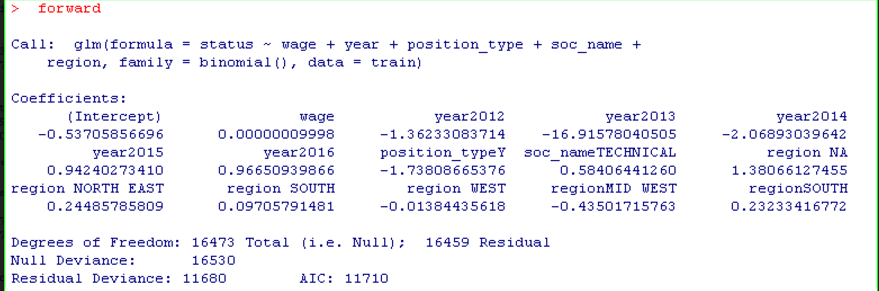 > forward
Call: glm(formula = status ~ wage + year + position_type + soc_name +
region, family = binomial(), data = train)
Coefficients:
(Intercept) wage year2012 year2013 year2014
-0.53705856696 0.00000009998 -1.36233083714 -16.91578040505 -2.06893039642
year2015 year2016 position_typeY soc_nameTECHNICAL region NA
0.94240273410 0.96650939866 -1.73808665376 0.58406441260 1.38066127455
region NORTH EAST region SOUTH region WEST regionMID WEST regionSOUTH
0.24485785809 0.09705791481 -0.01384435618 -0.43501715763 0.23233416772
Degrees of Freedom: 16473 Total (i.e. Null); 16459 Residual
Null Deviance: 16530
Residual Deviance: 11680 AIC: 11710